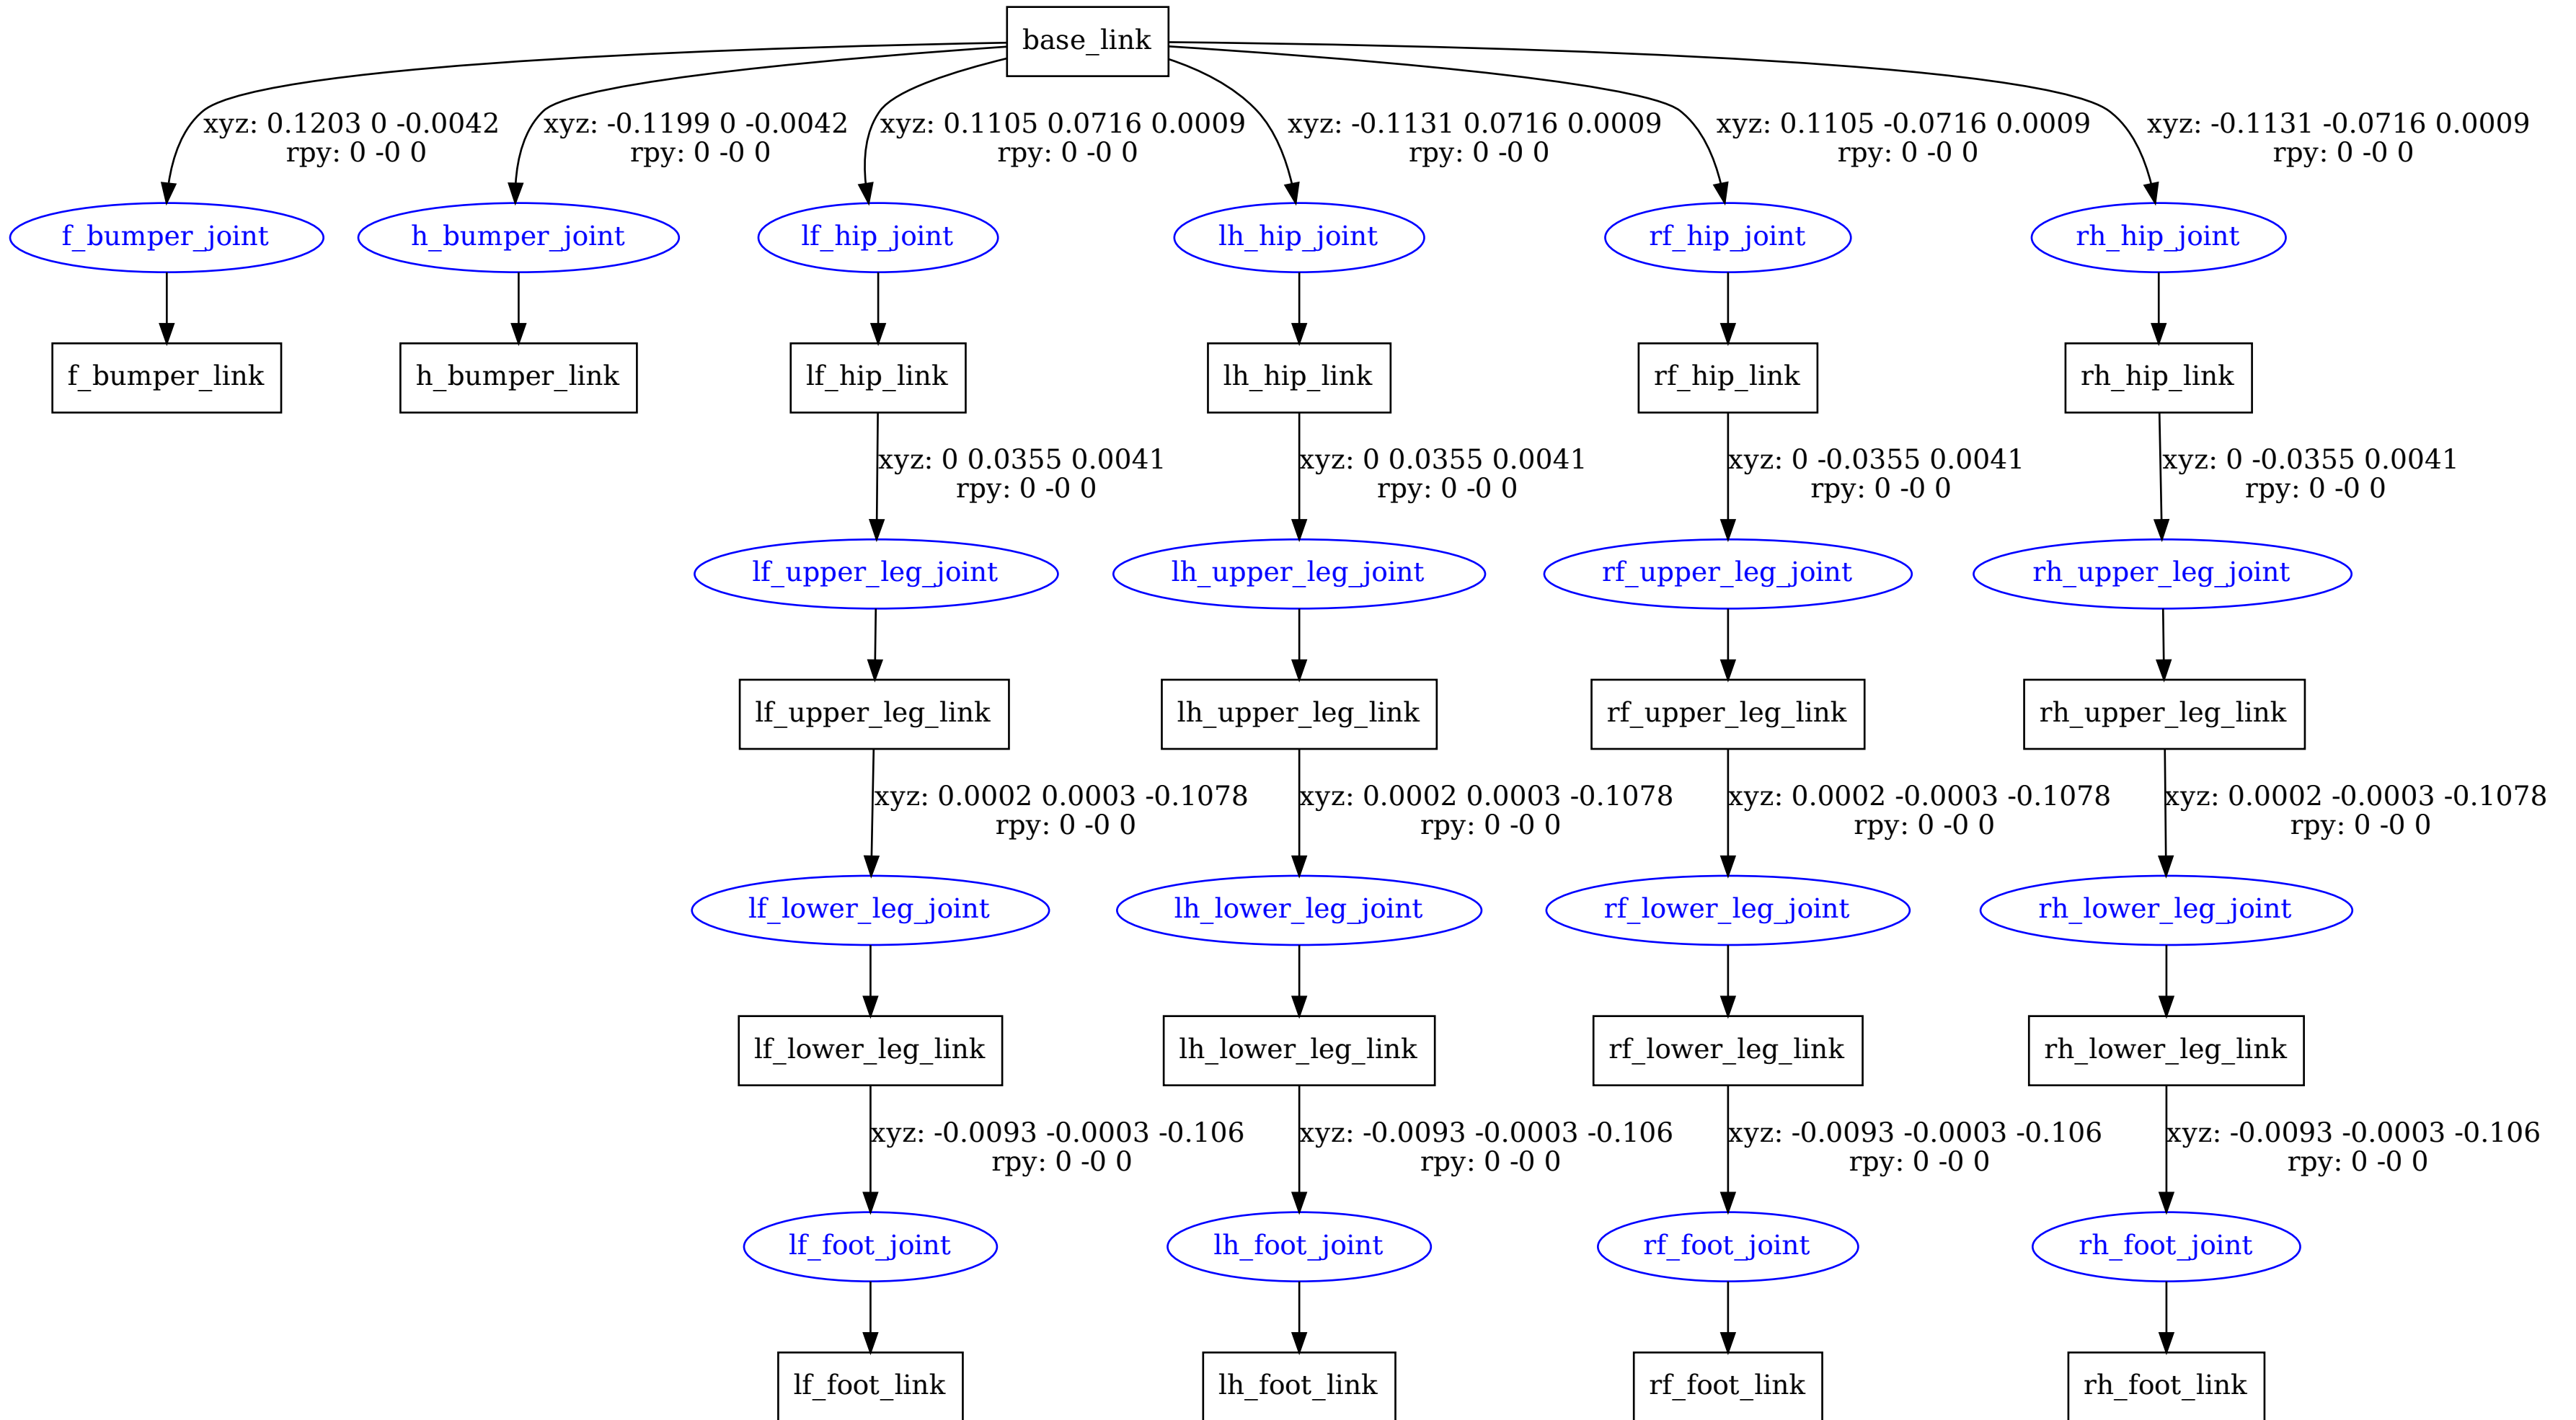 base_link
xyz: 0.1203 0 -0.0042
rpy: 0 -0 0
xyz: -0.1199 0 -0.0042
rpy: 0 -0 0
xyz: 0.1105 0.0716 0.0009
rpy: 0 -0 0
xyz: -0.1131 0.0716 0.0009
rpy: 0 -0 0
xyz: 0.1105 -0.0716 0.0009
rpy: 0 -0 0
xyz: -0.1131 -0.0716 0.0009
rpy: 0 -0 0
f_bumper_joint
h_bumper_joint
lf_hip_joint
lh_hip_joint
rf_hip_joint
rh_hip_joint
f_bumper_link
h_bumper_link
lf_hip_link
lh_hip_link
rf_hip_link
rh_hip_link
xyz: 0 0.0355 0.0041
rpy: 0 -0 0
xyz: 0 0.0355 0.0041
rpy: 0 -0 0
xyz: 0 -0.0355 0.0041
rpy: 0 -0 0
xyz: 0 -0.0355 0.0041
rpy: 0 -0 0
lf_upper_leg_joint
lh_upper_leg_joint
rf_upper_leg_joint
rh_upper_leg_joint
lf_upper_leg_link
lh_upper_leg_link
rf_upper_leg_link
rh_upper_leg_link
xyz: 0.0002 0.0003 -0.1078
rpy: 0 -0 0
xyz: 0.0002 0.0003 -0.1078
rpy: 0 -0 0
xyz: 0.0002 -0.0003 -0.1078
rpy: 0 -0 0
xyz: 0.0002 -0.0003 -0.1078
rpy: 0 -0 0
lf_lower_leg_joint
lh_lower_leg_joint
rf_lower_leg_joint
rh_lower_leg_joint
lf_lower_leg_link
lh_lower_leg_link
rf_lower_leg_link
rh_lower_leg_link
xyz: -0.0093 -0.0003 -0.106
rpy: 0 -0 0
xyz: -0.0093 -0.0003 -0.106
rpy: 0 -0 0
xyz: -0.0093 -0.0003 -0.106
rpy: 0 -0 0
xyz: -0.0093 -0.0003 -0.106
rpy: 0 -0 0
lf_foot_joint
lh_foot_joint
rf_foot_joint
rh_foot_joint
lf_foot_link
lh_foot_link
rf_foot_link
rh_foot_link